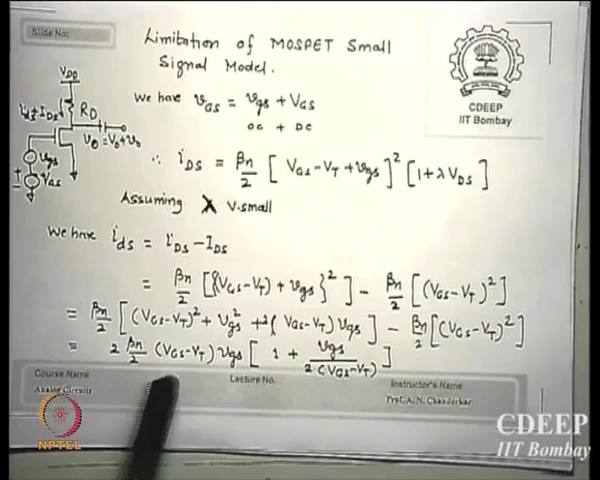 Slide No:
Limitation of MOSFET Small
Signal Model.
CDEEP
IIT Bombay
VDD
RD
vO = VO + vo
vgs
VGS
We have vGS = vgs + VGS
DC + DC
∴ iDS = βn/2 [ VGS - VT + vgs ]² [1 + λ VDS ]
Assuming λ V.small
We have ids = iDS - IDS
= βn/2 [{(VGS - VT) + vgs}²] - βn/2 [(VGS - VT)²]
= βn/2 [(VGS - VT)² + vgs² + 2(VGS - VT) vgs] - βn/2 [(VGS - VT)²]
= 2 βn/2 (VGS - VT) vgs [ 1 + vgs / 2(VGS - VT) ]
Course Name
Lecture No.
Instructor's Name
Analog Circuits
Prof. A. N. Chandorkar
NPTEL
CDEEP
IIT Bombay